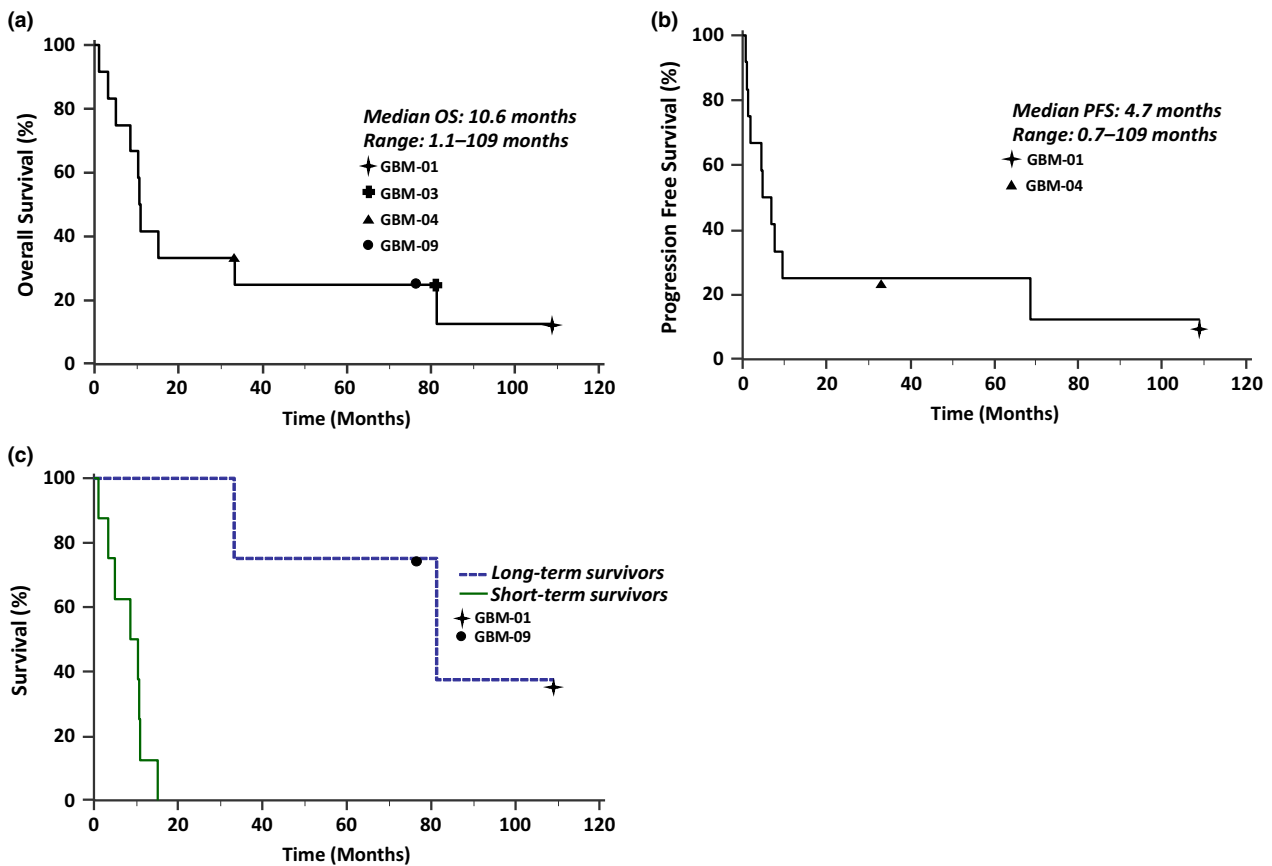 (a)
100
80
60
40
20
0
Overall Survival (%)
Median OS: 10.6 months
Range: 1.1–109 months
GBM-01
GBM-03
GBM-04
GBM-09
0 20 40 60 80 100 120
Time (Months)
(b)
100
80
60
40
20
0
Progression Free Survival (%)
Median PFS: 4.7 months
Range: 0.7–109 months
GBM-01
GBM-04
0 20 40 60 80 100 120
Time (Months)
(c)
100
80
60
40
20
0
Survival (%)
Long-term survivors
Short-term survivors
GBM-01
GBM-09
0 20 40 60 80 100 120
Time (Months)